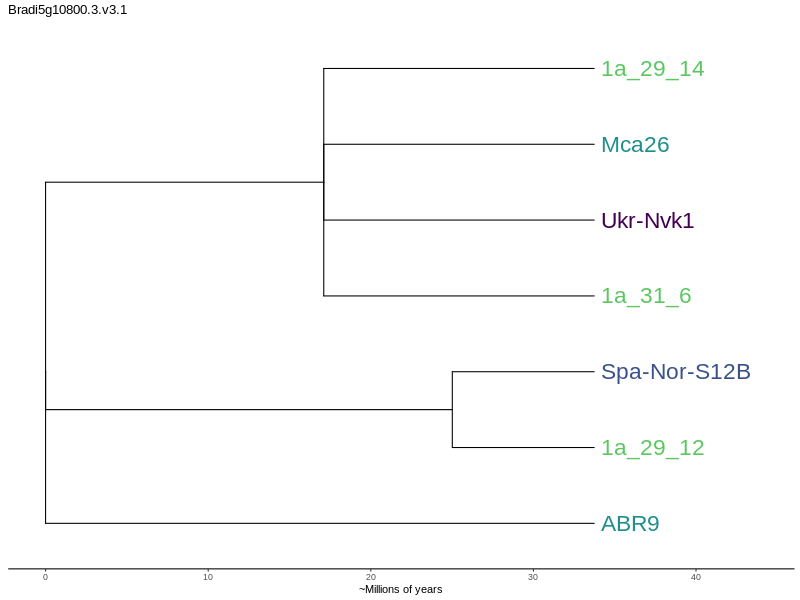 Bradi5g10800.3.v3.1
1a_29_14
Mca26
Ukr-Nvk1
1a_31_6
Spa-Nor-S12B
1a_29_12
ABR9
0 10 20 30 40
~Millions of years